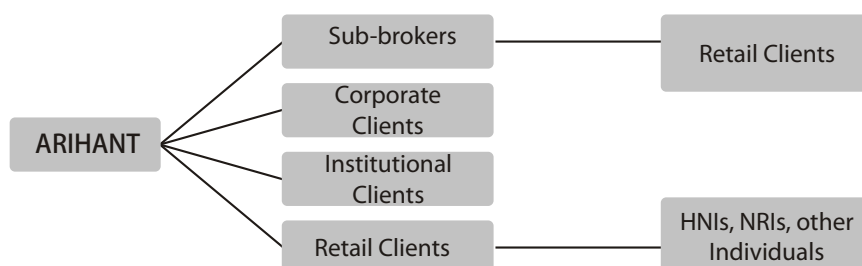 Sub-brokers
Retail Clients
Corporate
Clients
ARIHANT
Institutional
Clients
Retail Clients
HNIs, NRIs, other
Individuals